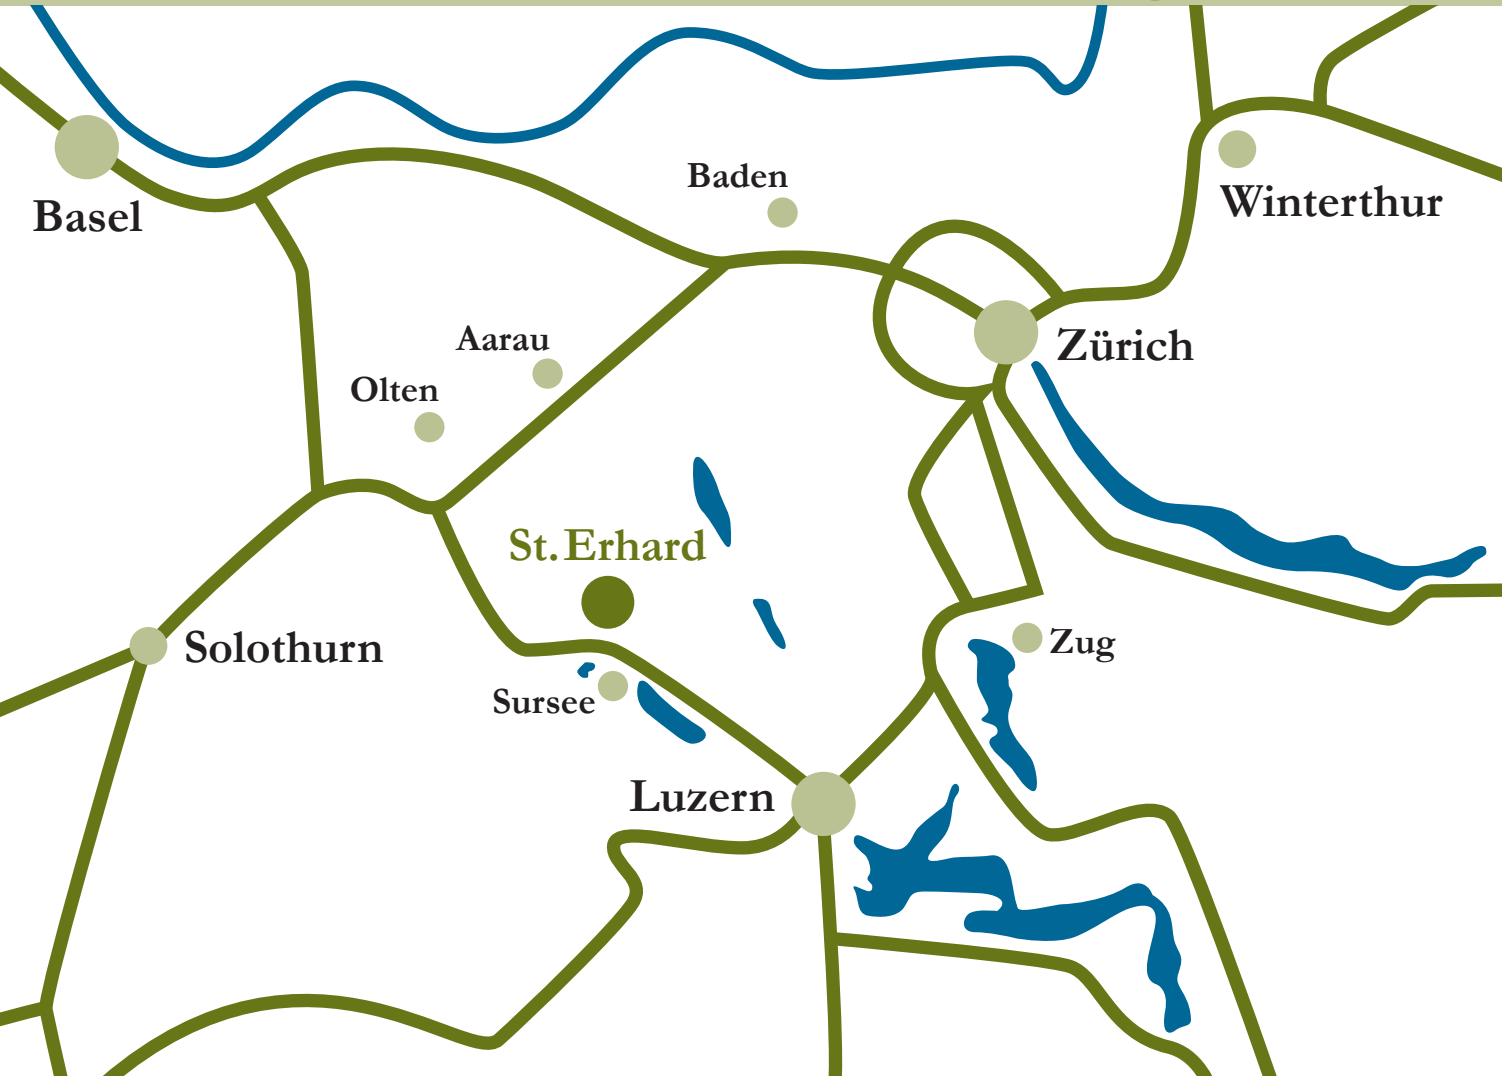 Baden
Winterthur
Basel
Aarau
Zürich
Olten
St. Erhard
Zug
Solothurn
Sursee
Luzern